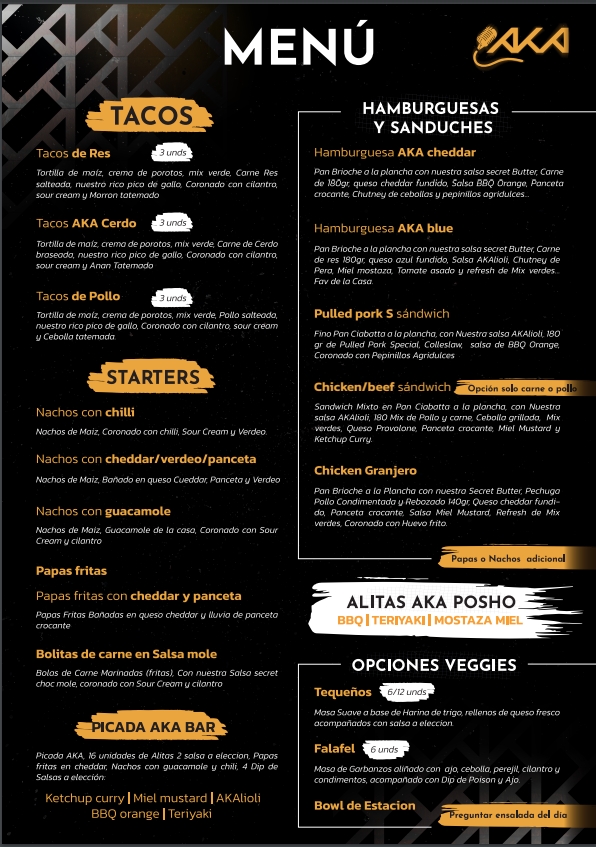 MENÚ
AKA
TACOS
Tacos de Res
3 unds
Tortilla de maíz, crema de porotos, mix verde, Carne Res
salteada, nuestro rico pico de gallo, Coronado con cilantro,
sour cream y Morron tatemado
Tacos AKA Cerdo
3 unds
Tortilla de maíz, crema de porotos, mix verde, Carne de Cerdo
braseada, nuestro rico pico de gallo, Coronado con cilantro,
sour cream y Anan Tatemado
Tacos de Pollo
3 unds
Tortilla de maíz, crema de porotos, mix verde, Pollo salteada,
nuestro rico pico de gallo, Coronado con cilantro, sour cream
y Cebolla tatemada.
STARTERS
Nachos con chilli
Nachos de Maiz, Coronado con chilli, Sour Cream y Verdeo.
Nachos con cheddar/verdeo/panceta
Nachos de Maiz, Bañado en queso Cueddar, Panceta y Verdeo
Nachos con guacamole
Nachos de Maiz, Guacamole de la casa, Coronado con Sour
Cream y cilantro
Papas fritas
Papas fritas con cheddar y panceta
Papas Fritas Bañadas en queso cheddar y lluvia de panceta
crocante
Bolitas de carne en Salsa mole
Bolas de Carne Marinadas (fritas), Con nuestra Salsa secret
choc mole, coronado con Sour Cream y cilantro
PICADA AKA BAR
Picada AKA, 16 unidades de Alitas 2 salsa a eleccion, Papas
fritas en cheddar, Nachos con guacamole y chili, 4 Dip de
Salsas a elección:
Ketchup curry | Miel mustard | AKAlioli
BBQ orange | Teriyaki
HAMBURGUESAS
Y SANDUCHES
Hamburguesa AKA cheddar
Pan Brioche a la plancha con nuestra salsa secret Butter, Carne
de 180gr, queso cheddar fundido, Salsa BBQ Orange, Panceta
crocante, Chutney de cebollas y pepinillos agridulces...
Hamburguesa AKA blue
Pan Brioche a la plancha con nuestra salsa secret Butter, Carne
de res 180gr, queso azul fundido, Salsa AKAlioli, Chutney de
Pera, Miel mostaza, Tomate asado y refresh de Mix verdes...
Fav de la Casa.
Pulled pork S sándwich
Fino Pan Ciabatta a la plancha, con Nuestra salsa AKAlioli, 180
gr de Pulled Pork Special, Colleslaw, salsa de BBQ Orange,
Coronado con Pepinillos Agridulces
Chicken/beef sándwich
Opción solo carne o pollo
Sandwich Mixto en Pan Ciabatta a la plancha, con Nuestra
salsa AKAlioli, 180 Mix de Pollo y carne, Cebolla grillada, Mix
verdes, Queso Provolone, Panceta crocante, Miel Mustard y
Ketchup Curry.
Chicken Granjero
Pan Brioche a la Plancha con nuestra Secret Butter, Pechuga
Pollo Condimentada y Rebozado 140gr, Queso cheddar fundi-
do, Panceta crocante, Salsa Miel Mustard, Refresh de Mix
verdes, Coronado con Huevo frito.
Papas o Nachos adicional
ALITAS AKA POSHO
BBQ | TERIYAKI | MOSTAZA MIEL
OPCIONES VEGGIES
Tequeños
6/12 unds
Masa Suave a base de Harina de trigo, rellenos de queso fresco
acompañados con salsa a eleccion.
Falafel
6 unds
Masa de Garbanzos aliñado con ajo, cebolla, perejil, cilantro y
condimentos, acompañado con Dip de Poison y Ajo.
Bowl de Estacion
Preguntar ensalada del dia